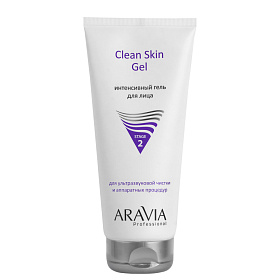 Clean Skin
Gel
интенсивный гель
для лица
STAGE
2
для ультразвуковой чистки
и аппаратных процедур
ARAVIA
Professional